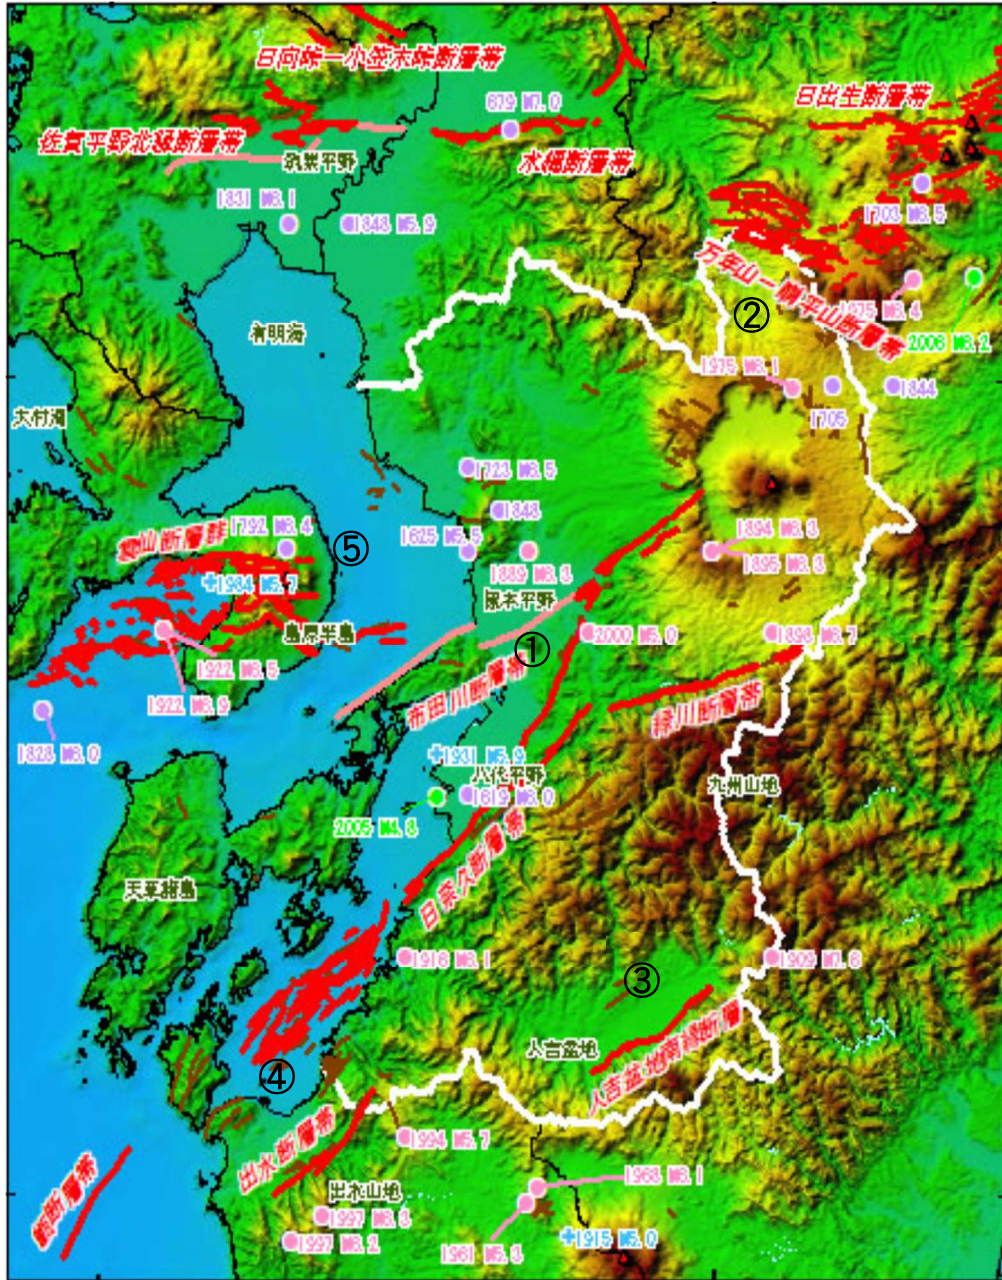 日向峠−小笠木峠断層帯
679 M7.0
日出生断層帯
佐賀平野北縁断層帯
筑紫平野
水縄断層帯
1831 M6.1
1848 M5.9
1703 M6.5
有明海
万年山−崩平山断層帯
②
1975 M6.4
2006 M6.2
1975 M6.1
1844
1705
大村湾
1723 M6.5
1848
1792 M6.4
⑤
1625 M5.5
1894 M6.3
雲仙断層群
1889 M6.3
1895 M6.3
1984 M5.7
熊本平野
島原半島
2000 M5.0
1898 M6.7
①
1922 M6.5
1922 M6.9
布田川断層帯
緑川断層帯
1828 M6.0
1931 M5.9
八代平野
九州山地
1619 M6.0
2005 M4.8
日奈久断層帯
天草諸島
1916 M6.1
1909 M7.6
③
人吉盆地
人吉盆地南縁断層
④
出水断層帯
1994 M5.7
甑断層帯
出水山地
1968 M6.1
1997 M6.3
1997 M6.2
1961 M5.3
1915 M5.0